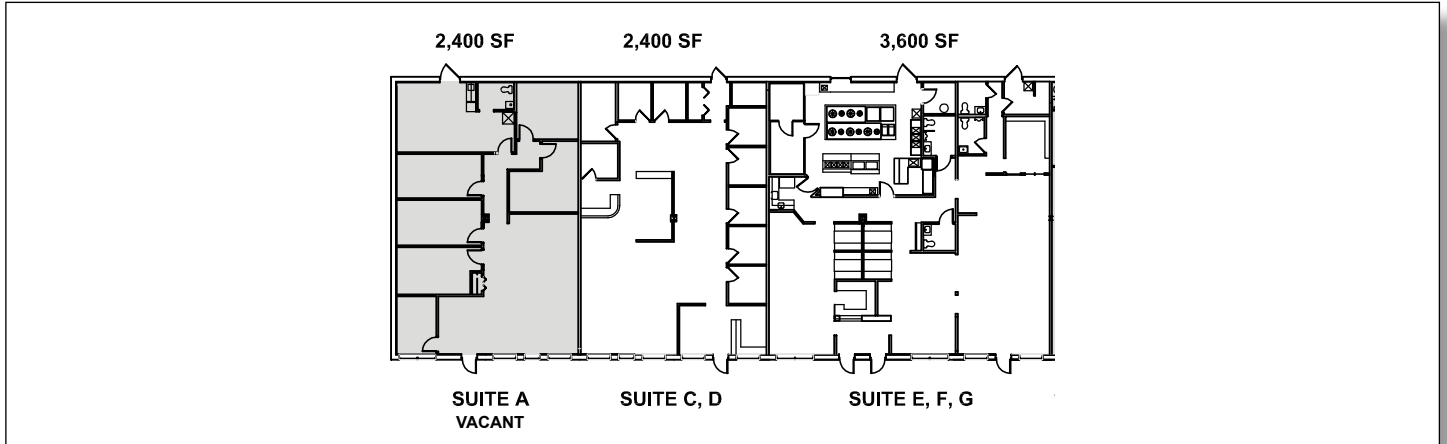 2,400 SF
2,400 SF
3,600 SF
SUITE A
VACANT
SUITE C, D
SUITE E, F, G